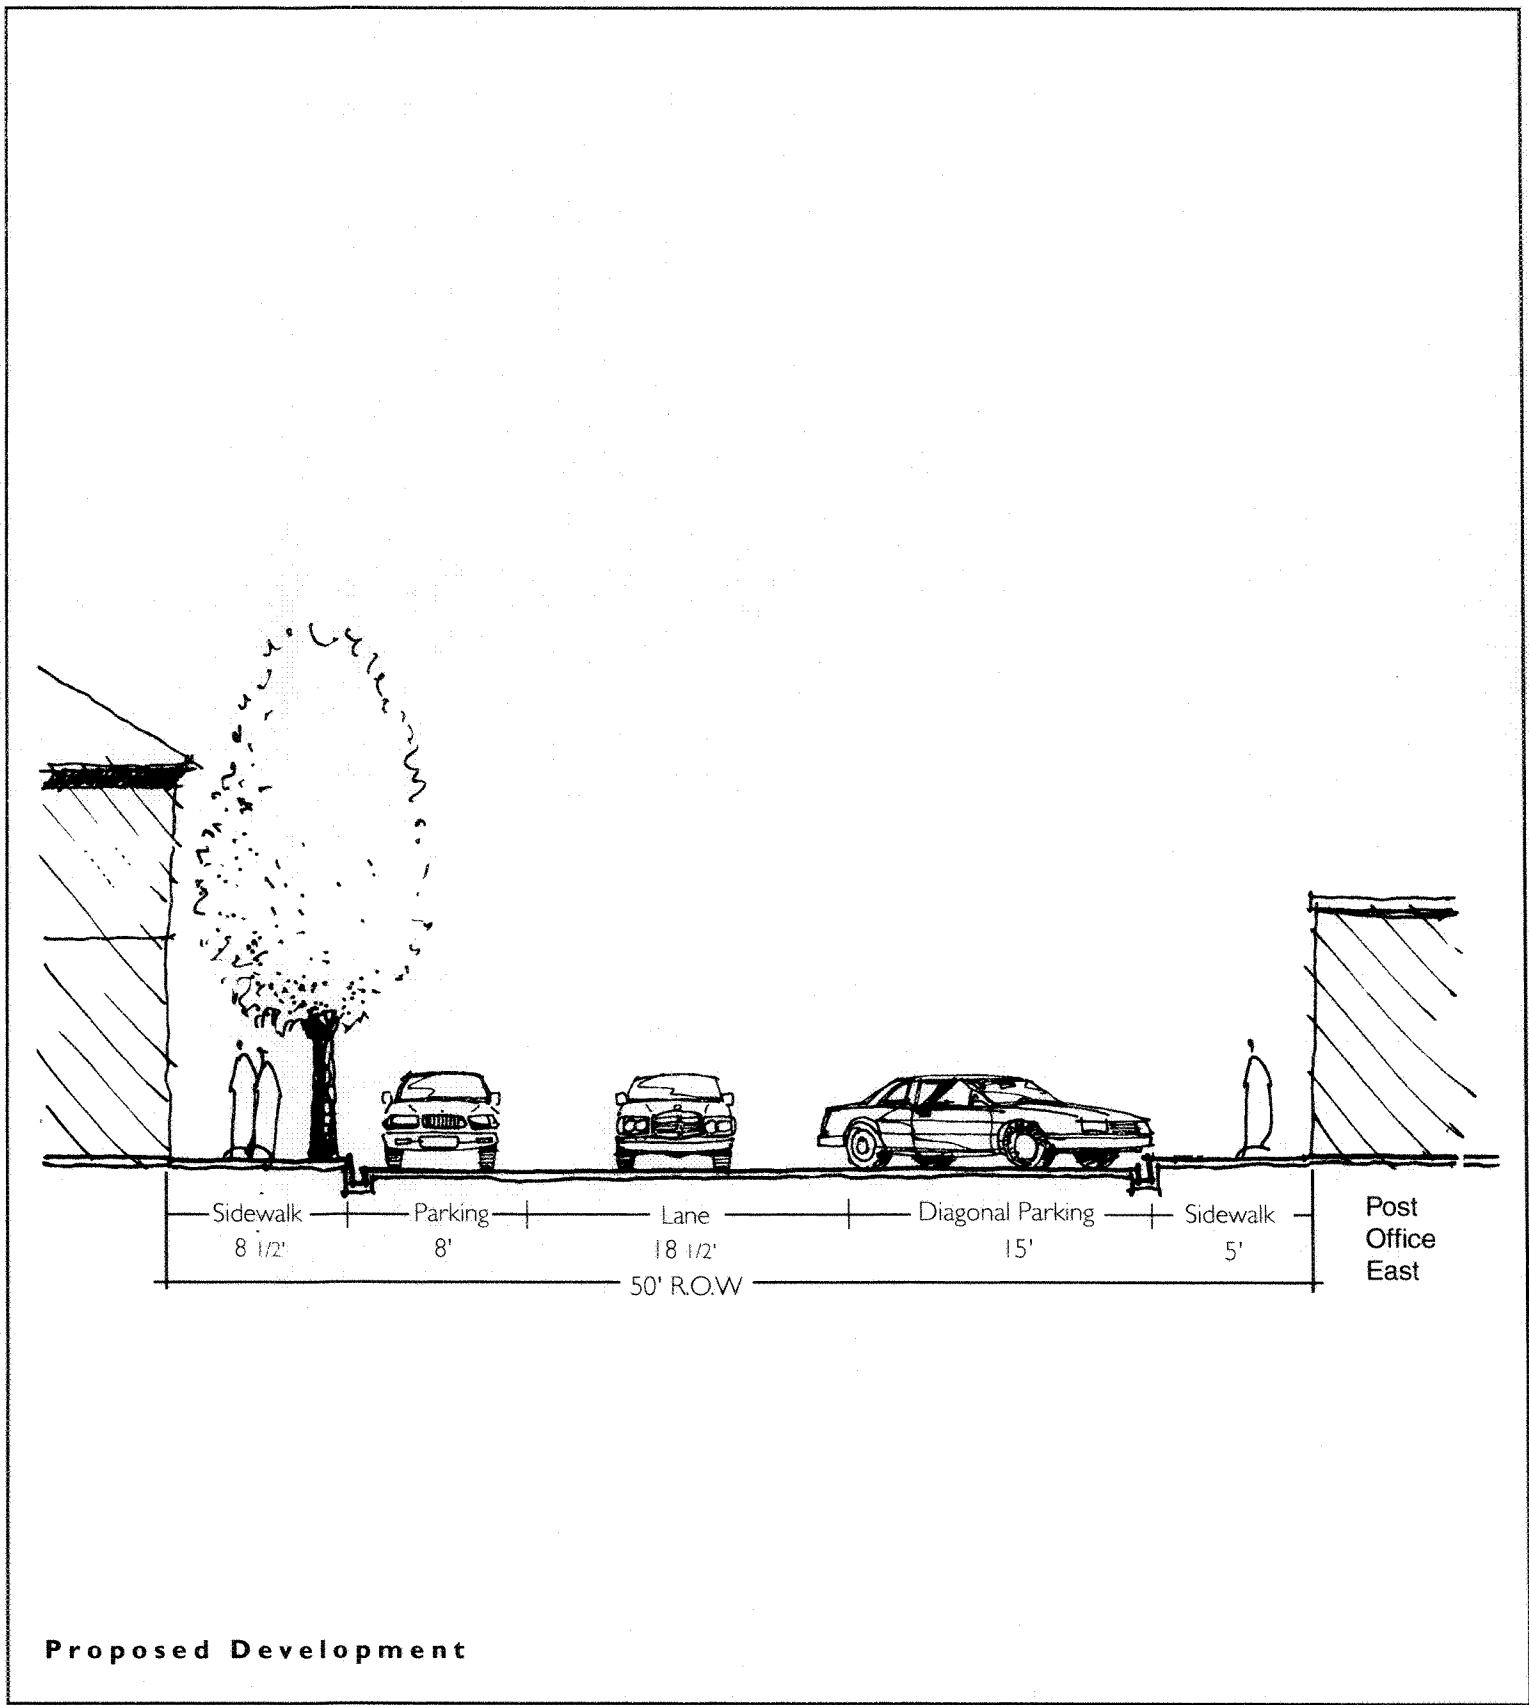 Sidewalk Parking Lane Diagonal Parking Sidewalk
8 1/2' 8' 18 1/2' 15' 5'
50' R.O.W
Post
Office
East
Proposed Development